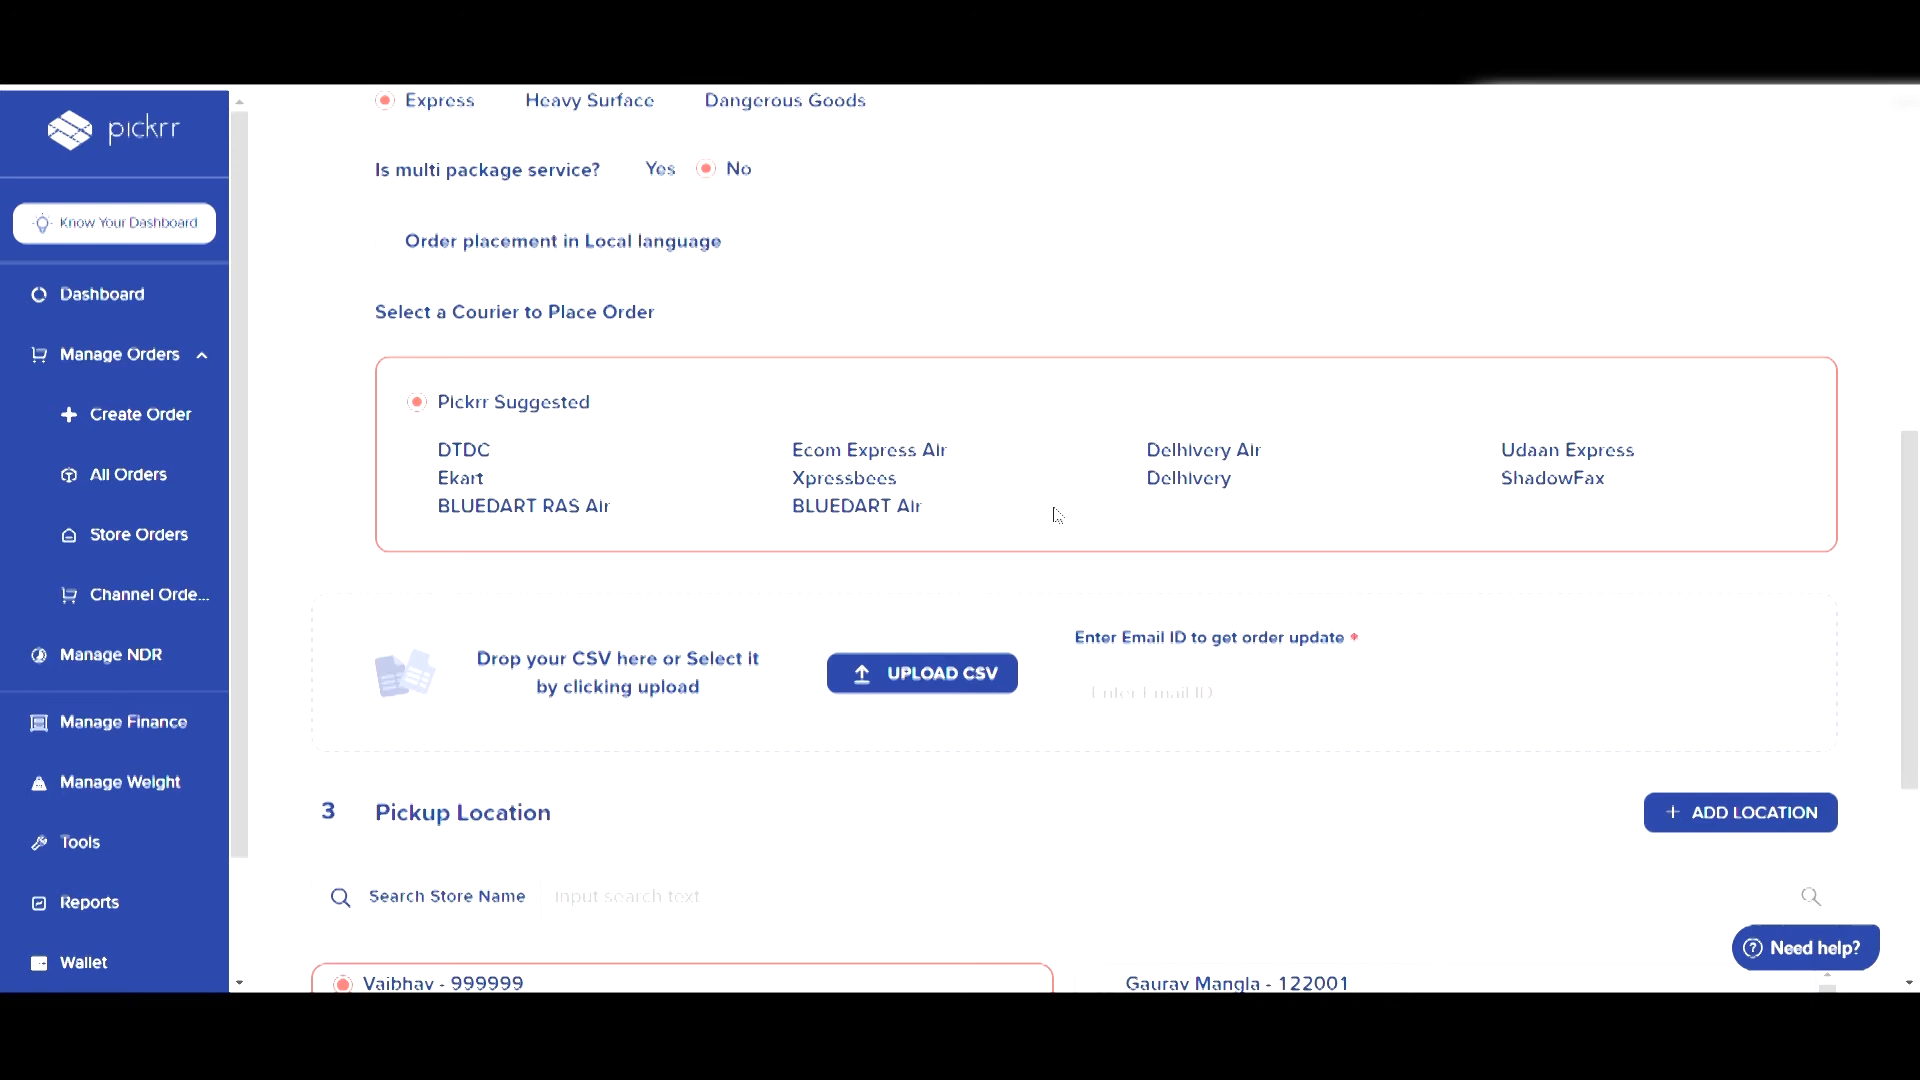 pickrr
Know Your Dashboard
Dashboard
Manage Orders
Create Order
All Orders
Store Orders
Channel Orde...
Manage NDR
Manage Finance
Manage Weight
Tools
Reports
Wallet
Express Heavy Surface Dangerous Goods
Is multi package service? Yes No
Order placement in Local language
Select a Courier to Place Order
Pickrr Suggested
DTDC Ecom Express Air Delhivery Air Udaan Express
Ekart Xpressbees Delhivery ShadowFax
BLUEDART RAS Air BLUEDART Air
Drop your CSV here or Select it
by clicking upload
UPLOAD CSV
Enter Email ID to get order update *
Enter Email ID
3 Pickup Location
+ ADD LOCATION
Search Store Name input search text
Need help?
Vaibhav - 999999 Gaurav Mangla - 122001